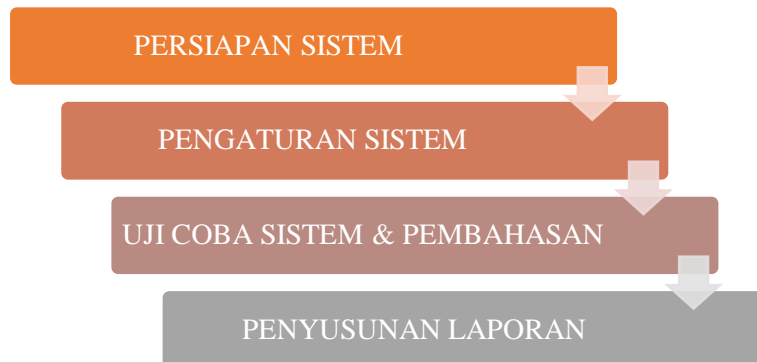 PERSIAPAN SISTEM
PENGATURAN SISTEM
UJI COBA SISTEM & PEMBAHASAN
PENYUSUNAN LAPORAN